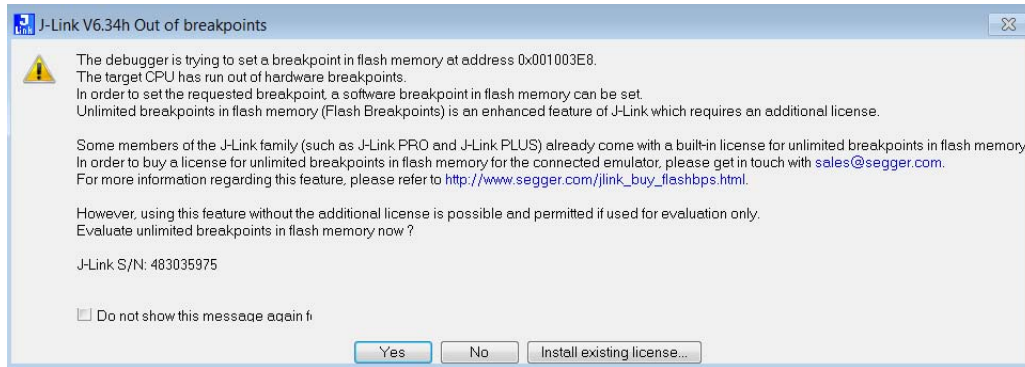 J-Link V6.34h Out of breakpoints
The debugger is trying to set a breakpoint in flash memory at address 0x001003E8.
The target CPU has run out of hardware breakpoints.
In order to set the requested breakpoint, a software breakpoint in flash memory can be set.
Unlimited breakpoints in flash memory (Flash Breakpoints) is an enhanced feature of J-Link which requires an additional license.
Some members of the J-Link family (such as J-Link PRO and J-Link PLUS) already come with a built-in license for unlimited breakpoints in flash memory
In order to buy a license for unlimited breakpoints in flash memory for the connected emulator, please get in touch with sales@segger.com.
For more information regarding this feature, please refer to http://www.segger.com/jlink_buy_flashbps.html.
However, using this feature without the additional license is possible and permitted if used for evaluation only.
Evaluate unlimited breakpoints in flash memory now ?
J-Link S/N: 483035975
Do not show this message again f
Yes No Install existing license...